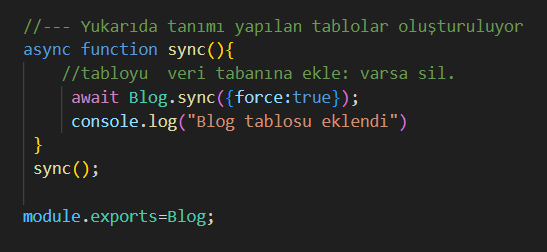 //--- Yukarıda tanımı yapılan tablolar oluşturuluyor
async function sync(){
//tabloyu  veri tabanına ekle: varsa sil.
await Blog.sync({force:true});
console.log("Blog tablosu eklendi")
}
sync();
module.exports=Blog;